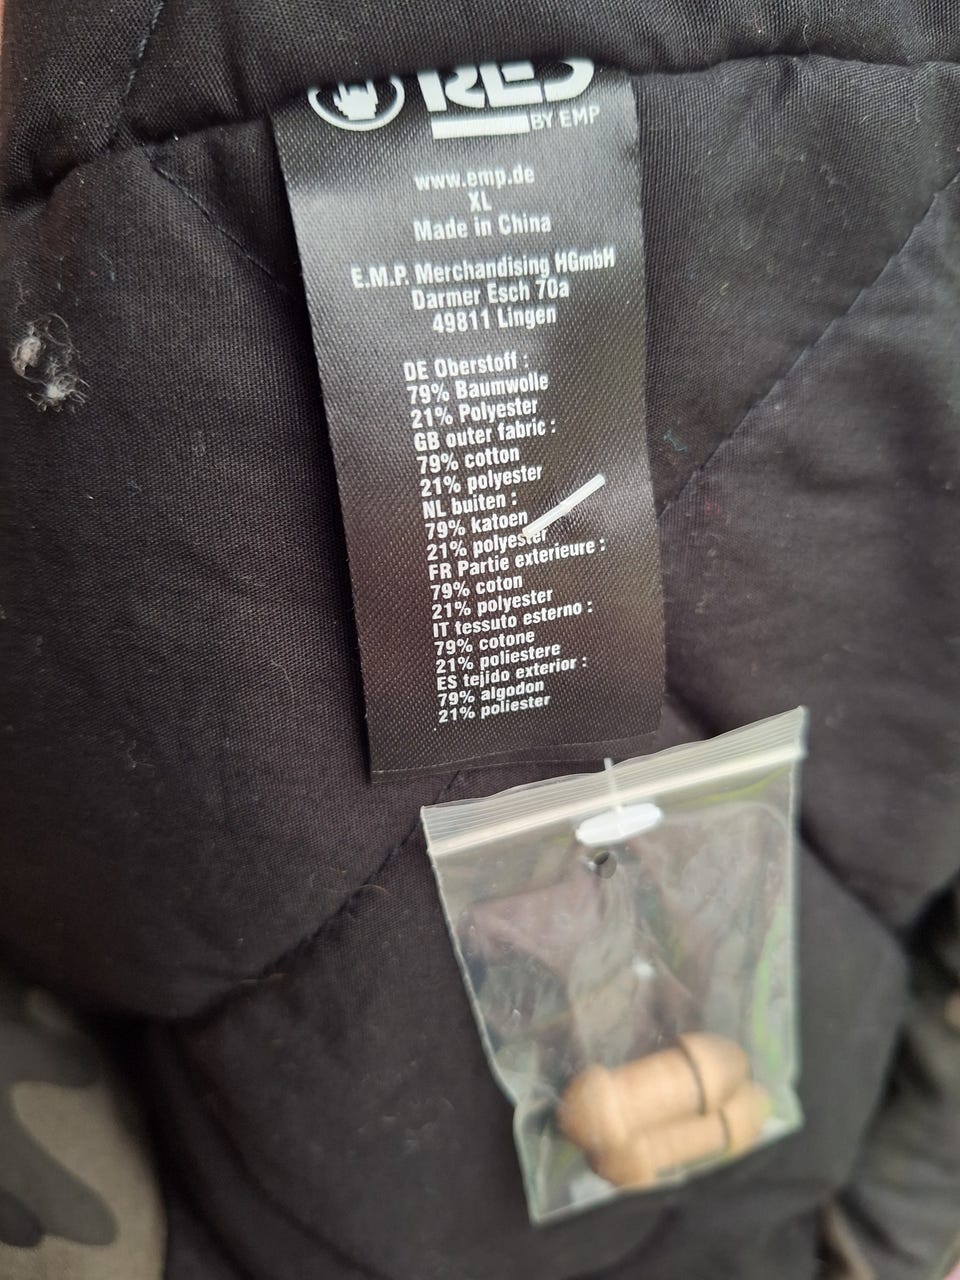 BY EMP
www.emp.de
XL
Made in China
E.M.P. Merchandising HGmbH
Darmer Esch 70a
49811 Lingen
DE Oberstoff :
79% Baumwolle
21% Polyester
GB outer fabric :
79% cotton
21% polyester
NL buiten :
79% katoen
21% polyester
FR Partie exterieure :
79% coton
21% polyester
IT tessuto esterno :
79% cotone
21% poliestere
ES tejido exterior :
79% algodon
21% poliester